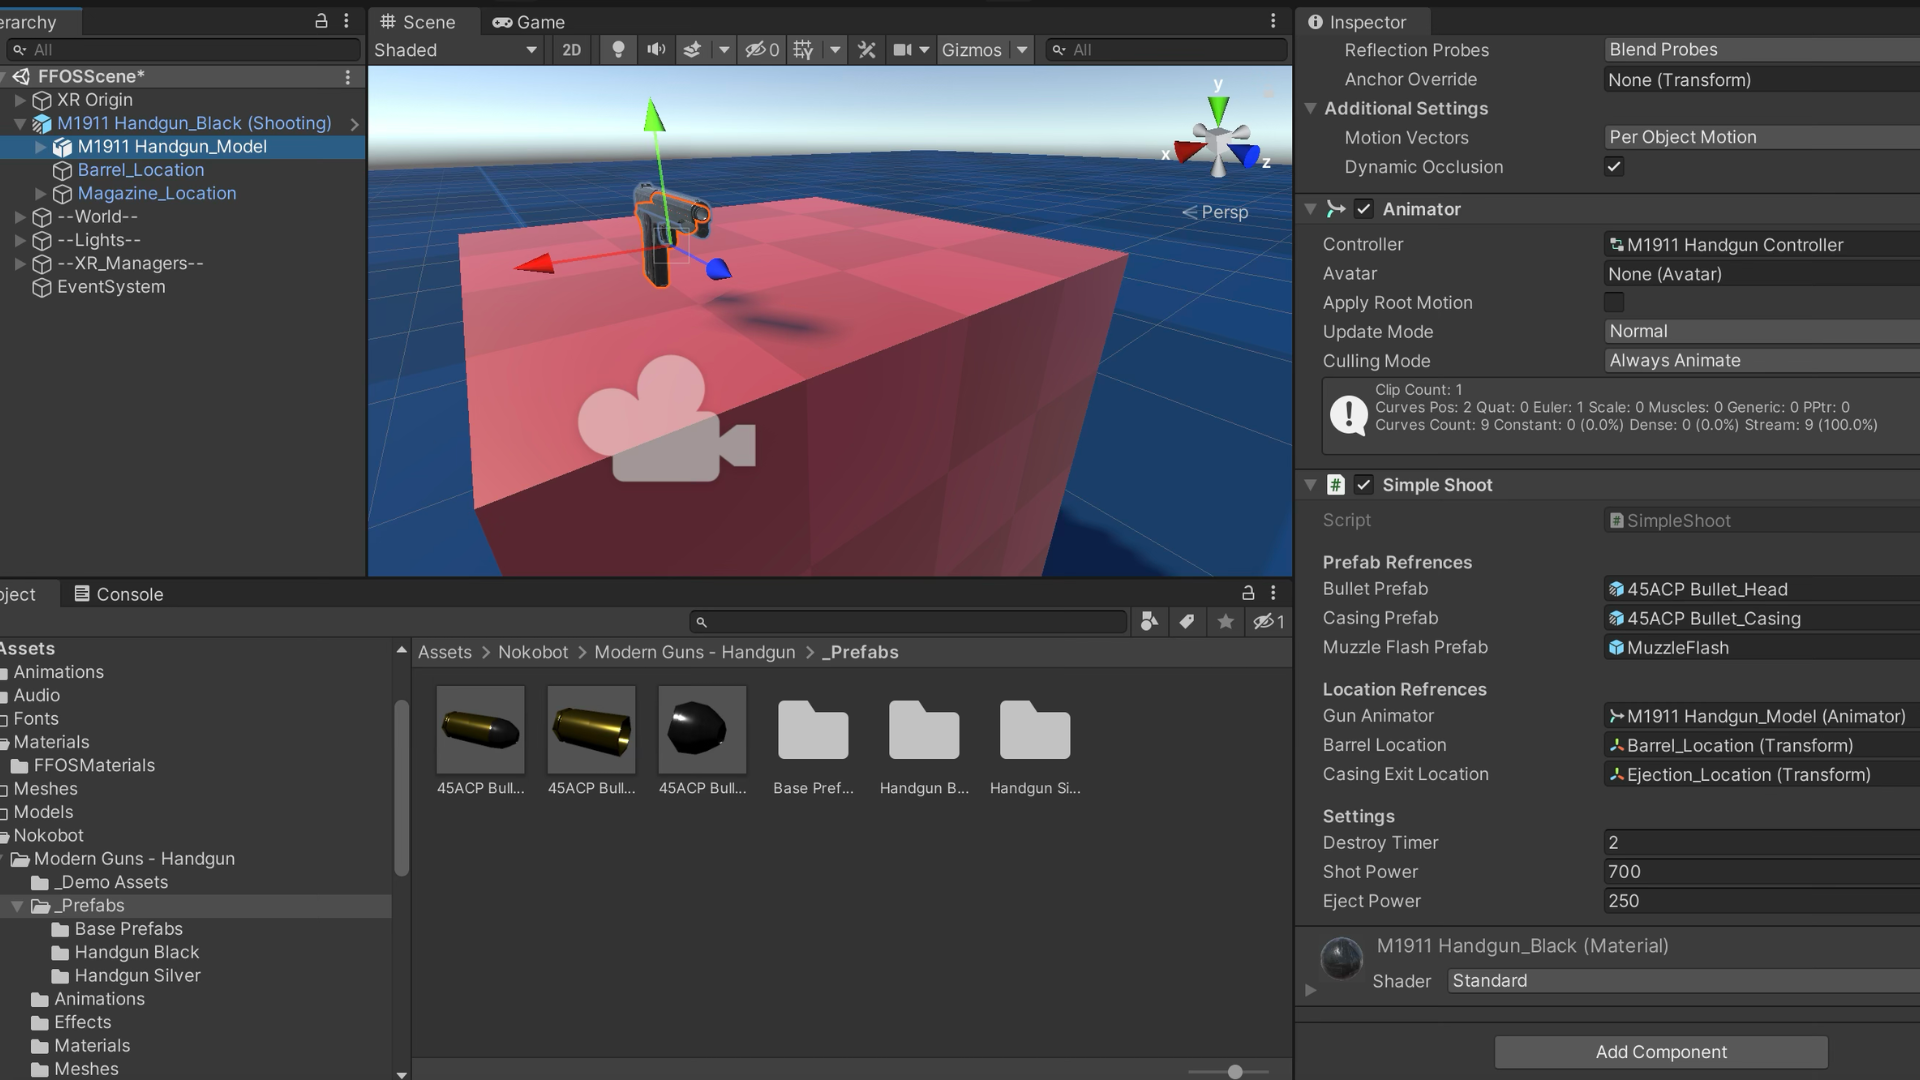 erarchy
All
FFOSScene*
XR Origin
M1911 Handgun_Black (Shooting)
M1911 Handgun_Model
Barrel_Location
Magazine_Location
--World--
--Lights--
--XR_Managers--
EventSystem
Scene
Game
Shaded
2D
0
Gizmos
All
y
x
z
Persp
Inspector
Reflection Probes
Blend Probes
Anchor Override
None (Transform)
Additional Settings
Motion Vectors
Per Object Motion
Dynamic Occlusion
Animator
Controller
M1911 Handgun Controller
Avatar
None (Avatar)
Apply Root Motion
Update Mode
Normal
Culling Mode
Always Animate
Clip Count: 1
Curves Pos: 2 Quat: 0 Euler: 1 Scale: 0 Muscles: 0 Generic: 0 PPtr: 0
Curves Count: 9 Constant: 0 (0.0%) Dense: 0 (0.0%) Stream: 9 (100.0%)
# Simple Shoot
Script
# SimpleShoot
Prefab Refrences
Bullet Prefab
45ACP Bullet_Head
Casing Prefab
45ACP Bullet_Casing
Muzzle Flash Prefab
MuzzleFlash
Location Refrences
Gun Animator
M1911 Handgun_Model (Animator)
Barrel Location
Barrel_Location (Transform)
Casing Exit Location
Ejection_Location (Transform)
Settings
Destroy Timer
2
Shot Power
700
Eject Power
250
M1911 Handgun_Black (Material)
Shader
Standard
Add Component
oject
Console
1
Assets
Animations
Audio
Fonts
Materials
FFOSMaterials
Meshes
Models
Nokobot
Modern Guns - Handgun
_Demo Assets
_Prefabs
Base Prefabs
Handgun Black
Handgun Silver
Animations
Effects
Materials
Meshes
Assets > Nokobot > Modern Guns - Handgun > _Prefabs
45ACP Bull...
45ACP Bull...
45ACP Bull...
Base Pref...
Handgun B...
Handgun Si...